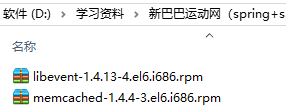 软件 (D:) › 学习资料 › 新巴巴运动网（spring+s
名称
libevent-1.4.13-4.el6.i686.rpm
memcached-1.4.4-3.el6.i686.rpm